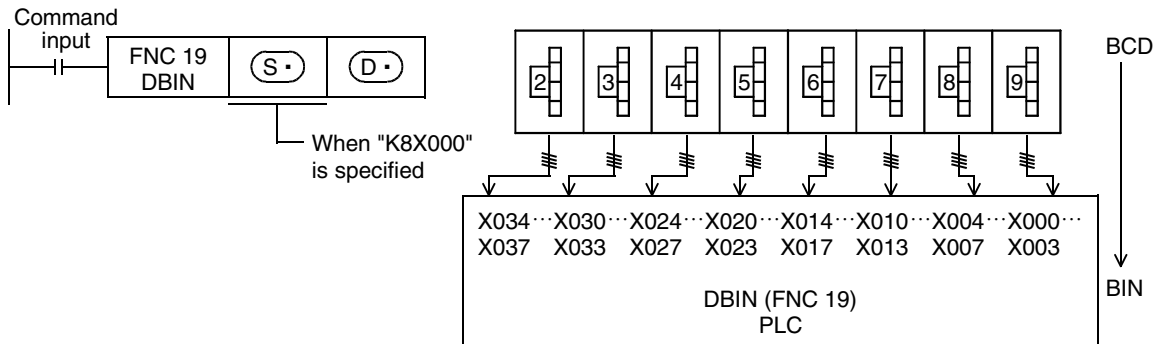 Command
input
FNC 19
DBIN
S・
D・
When "K8X000"
is specified
2 3 4 5 6 7 8 9
BCD
X034···X030···X024···X020···X014···X010···X004···X000···
X037 X033 X027 X023 X017 X013 X007 X003
DBIN (FNC 19)
PLC
BIN